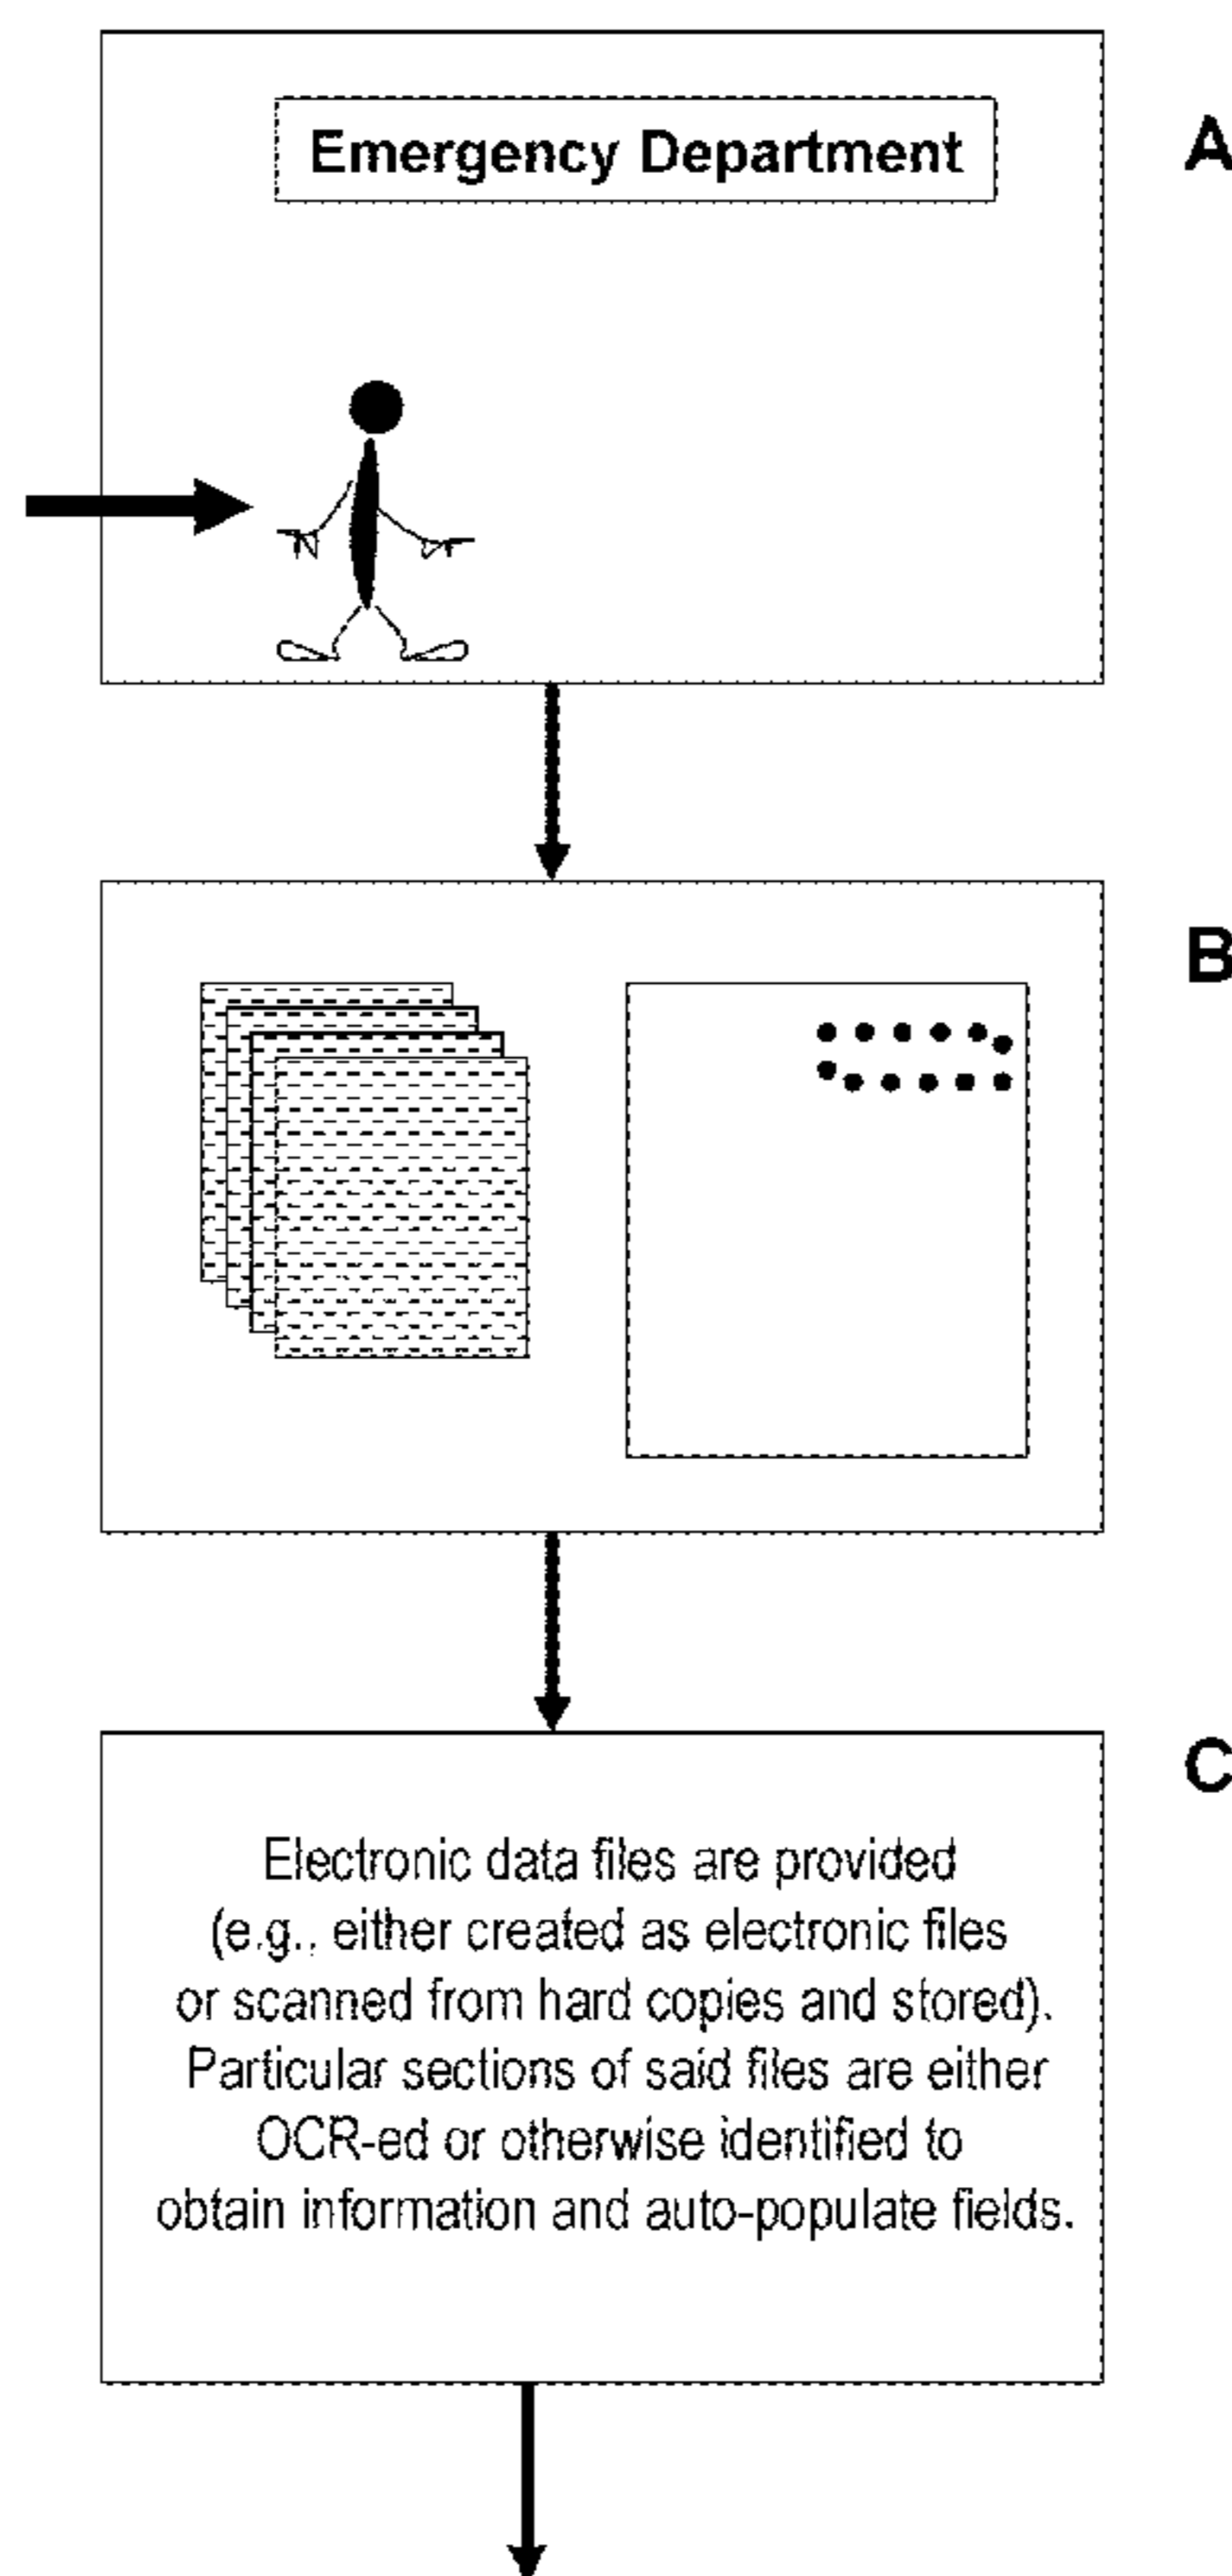 Emergency Department
A
B
C
Electronic data files are provided
(e.g., either created as electronic files
or scanned from hard copies and stored).
Particular sections of said files are either
OCR-ed or otherwise identified to
obtain information and auto-populate fields.